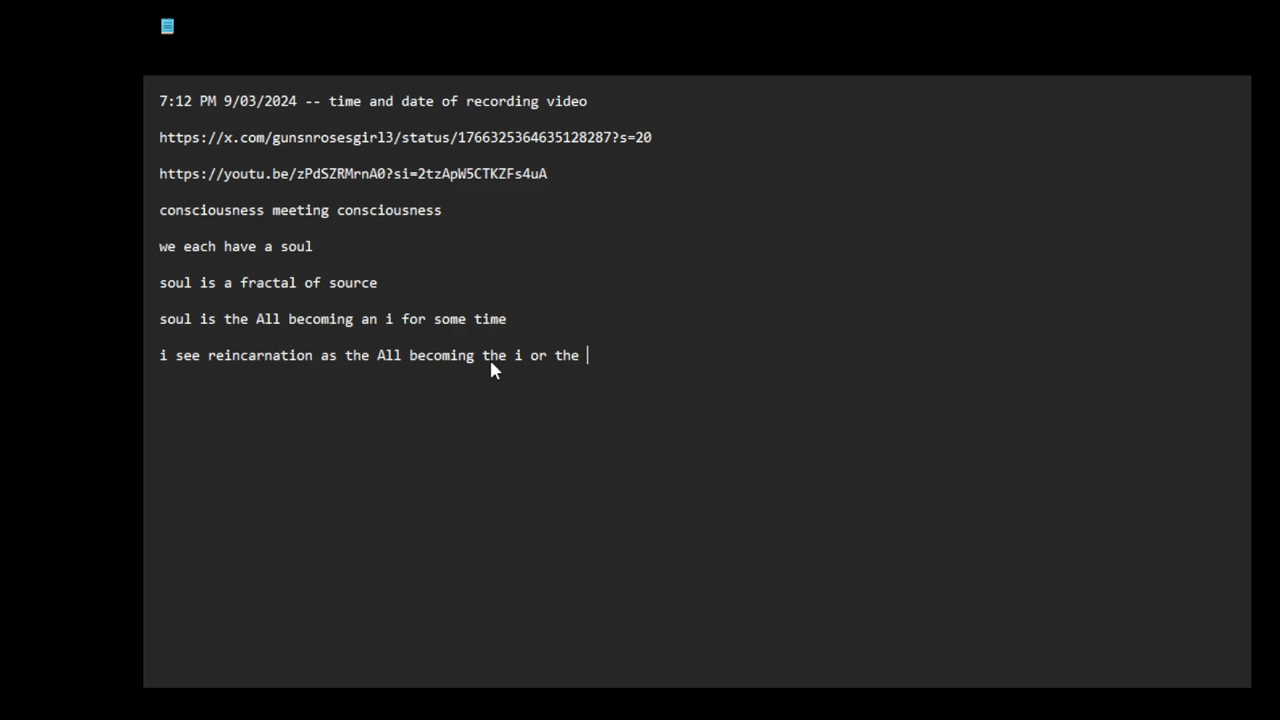 7:12 PM 9/03/2024 -- time and date of recording video
https://x.com/gunsnrosesgirl3/status/1766325364635128287?s=20
https://youtu.be/zPdSZRMrnA0?si=2tzApW5CTKZFs4uA
consciousness meeting consciousness
we each have a soul
soul is a fractal of source
soul is the All becoming an i for some time
i see reincarnation as the All becoming the i or the